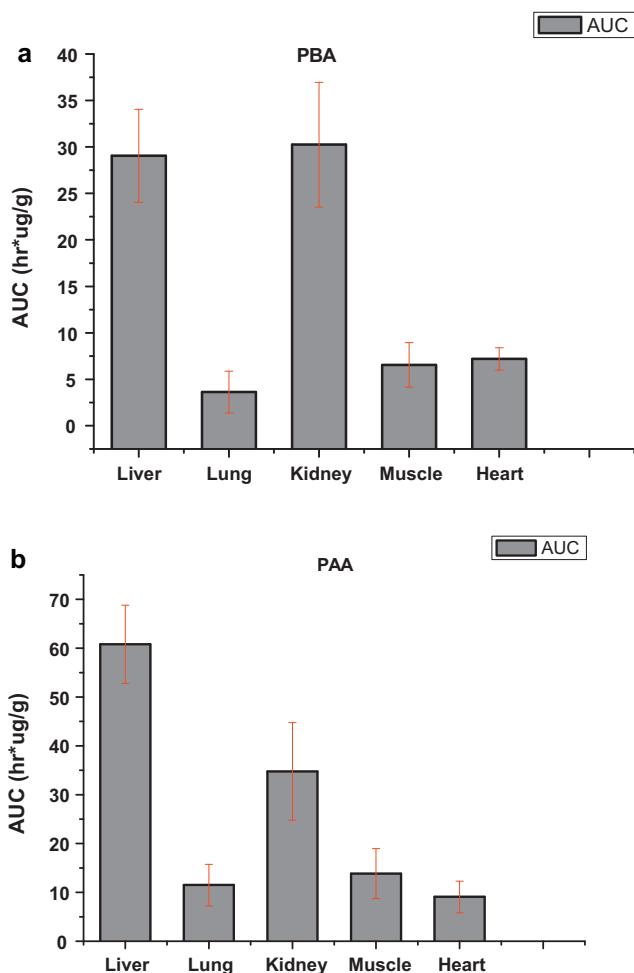 AUC
a
PBA
40
35
30
25
20
15
10
5
0
AUC (hr*ug/g)
Liver Lung Kidney Muscle Heart
b
AUC
PAA
70
60
50
40
30
20
10
0
AUC (hr*ug/g)
Liver Lung Kidney Muscle Heart